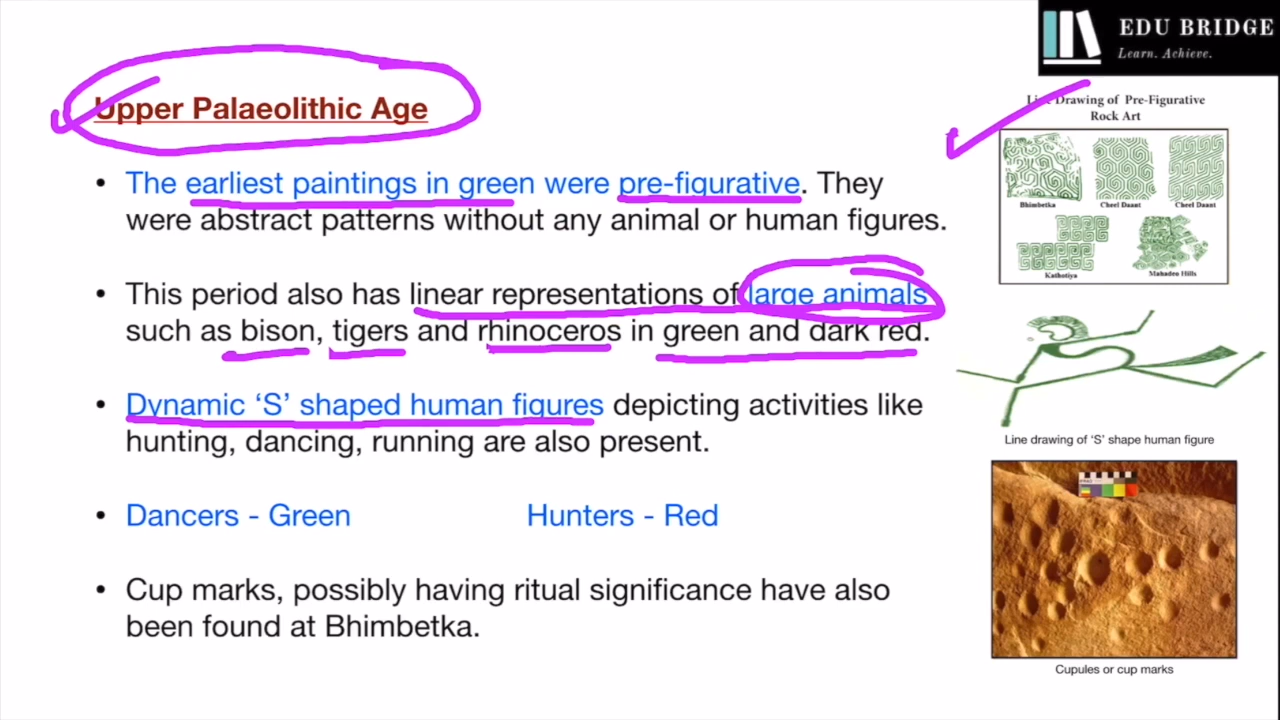 EDU BRIDGE
Learn. Achieve.
Upper Palaeolithic Age
• The earliest paintings in green were pre-figurative. They
were abstract patterns without any animal or human figures.
• This period also has linear representations of large animals
such as bison, tigers and rhinoceros in green and dark red.
• Dynamic ‘S’ shaped human figures depicting activities like
hunting, dancing, running are also present.
• Dancers - Green Hunters - Red
• Cup marks, possibly having ritual significance have also
been found at Bhimbetka.
Line Drawing of Pre-Figurative
Rock Art
Bhimbetka Cheel Daant Cheel Daant
Kathotiya Mahadeo Hills
Line drawing of ‘S’ shape human figure
Cupules or cup marks